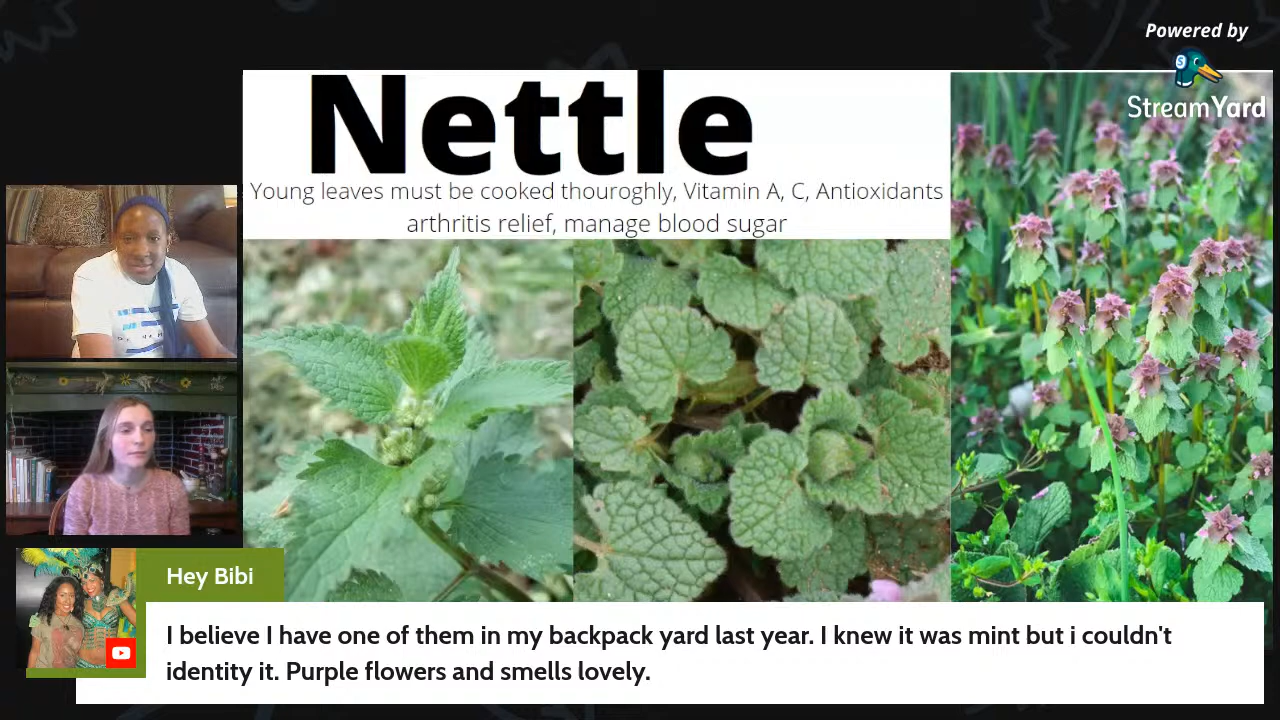 Powered by
StreamYard
Nettle
Young leaves must be cooked thouroghly, Vitamin A, C, Antioxidants
arthritis relief, manage blood sugar
Hey Bibi
I believe I have one of them in my backpack yard last year. I knew it was mint but i couldn't
identity it. Purple flowers and smells lovely.